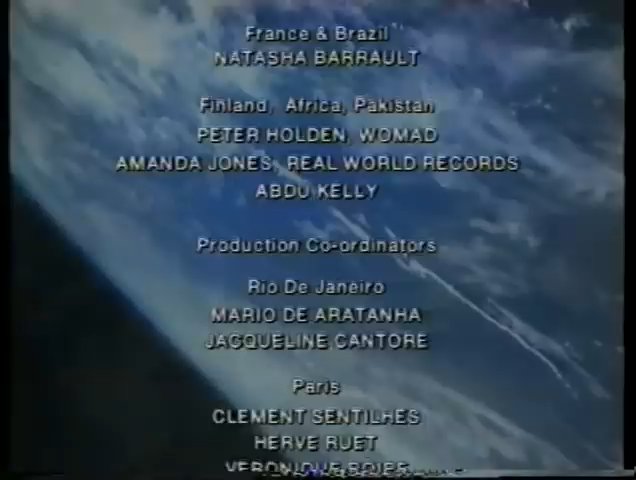 France & Brazil
NATASHA BARRAULT
Finland, Africa, Pakistan
PETER HOLDEN, WOMAD
AMANDA JONES, REAL WORLD RECORDS
ABDU KELLY
Production Co-ordinators
Rio De Janeiro
MARIO DE ARATANHA
JACQUELINE CANTORE
Paris
CLEMENT SENTILHES
HERVE RUET
VERONIQUE